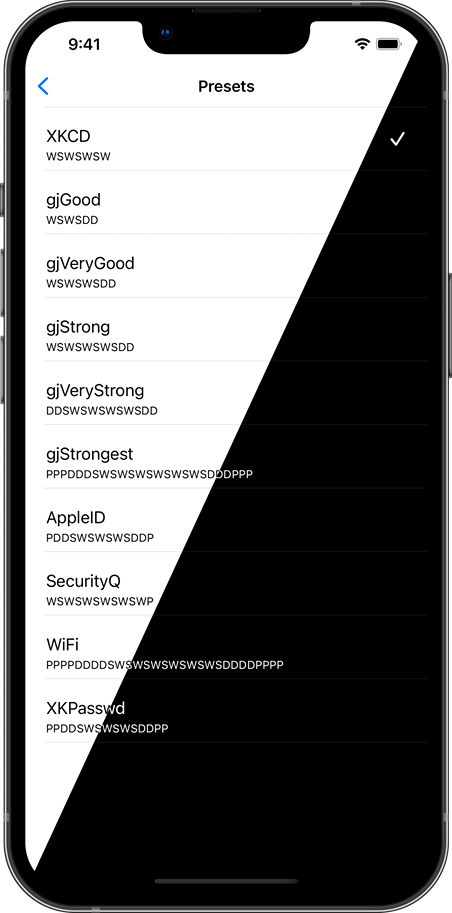 9:41
Presets
XKCD
WSWSWSW
gjGood
WSWSDD
gjVeryGood
WSWSWSDD
gjStrong
WSWSWSWSDD
gjVeryStrong
DDSWSWSWSWSDD
gjStrongest
PPPDDDSWSWSWSWSWSWSDDDPPP
AppleID
PDDSWSWSWSDDP
SecurityQ
WSWSWSWSWSWP
WiFi
PPPPDDDDSWSWSWSWSWSWSWSDDDDPPPP
XKPasswd
PPDDSWSWSWSDDPP